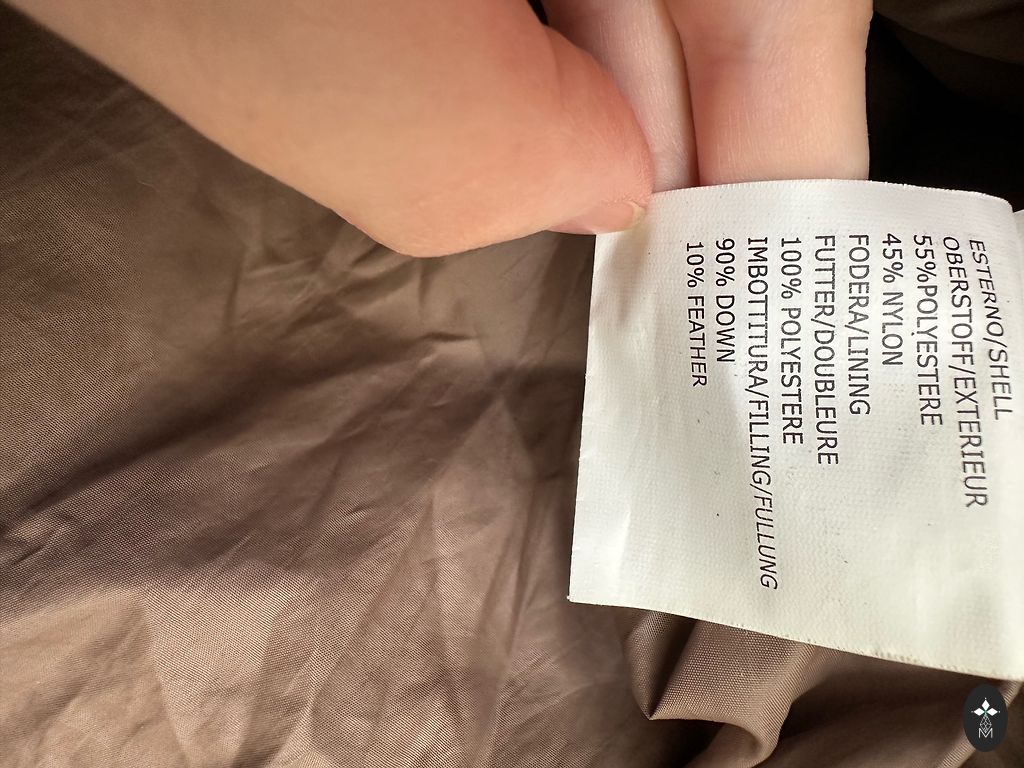 ESTERNO/SHELL
OBERSTOFF/EXTERIEUR
55%POLYESTERE
45% NYLON
FODERA/LINING
FUTTER/DOUBLEURE
100% POLYESTERE
IMBOTTITURA/FILLING/FULLUNG
90% DOWN
10% FEATHER
M